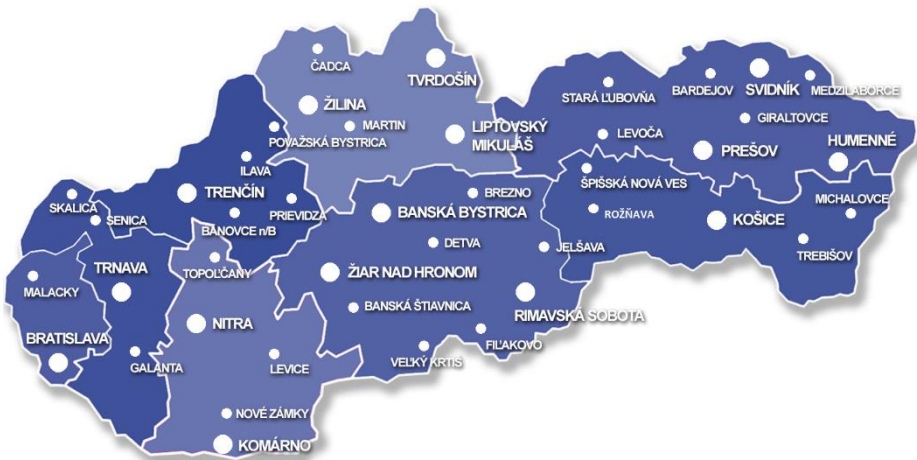 ČADCA
TVRDOŠÍN
ŽILINA
MARTIN
LIPTOVSKÝ
MIKULÁŠ
POVAŽSKÁ BYSTRICA
ILAVA
TRENČÍN
SKALICA
SENICA
BÁNOVCE n/B
PRIEVIDZA
STARÁ ĽUBOVŇA
BARDEJOV
SVIDNÍK
MEDZILABORCE
GIRALTOVCE
LEVOČA
PREŠOV
HUMENNÉ
ŠPIŠSKÁ NOVÁ VES
ROŽŇAVA
KOŠICE
MICHALOVCE
TREBIŠOV
BREZNO
BANSKÁ BYSTRICA
DETVA
JELŠAVA
ŽIAR NAD HRONOM
BANSKÁ ŠTIAVNICA
RIMAVSKÁ SOBOTA
FIĽAKOVO
VEĽKÝ KRTÍŠ
TOPOĽČANY
TRNAVA
MALACKY
BRATISLAVA
GALANTA
NITRA
LEVICE
NOVÉ ZÁMKY
KOMÁRNO